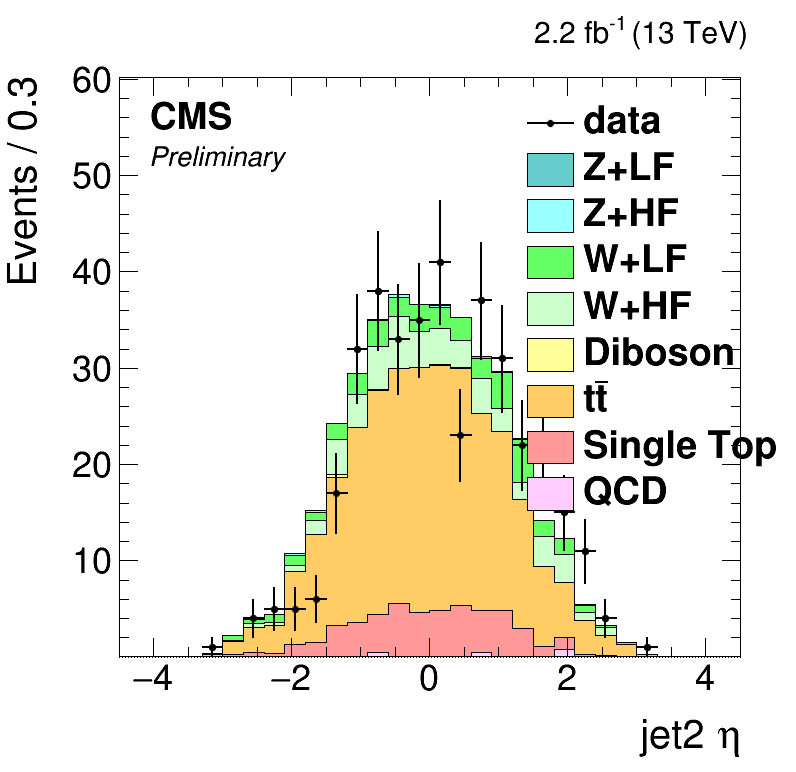 2.2 fb-1 (13 TeV)
Events / 0.3
60
50
40
30
20
10
CMS
Preliminary
data
Z+LF
Z+HF
W+LF
W+HF
Diboson
tt̄
Single Top
QCD
−4 −2 0 2 4
jet2 η